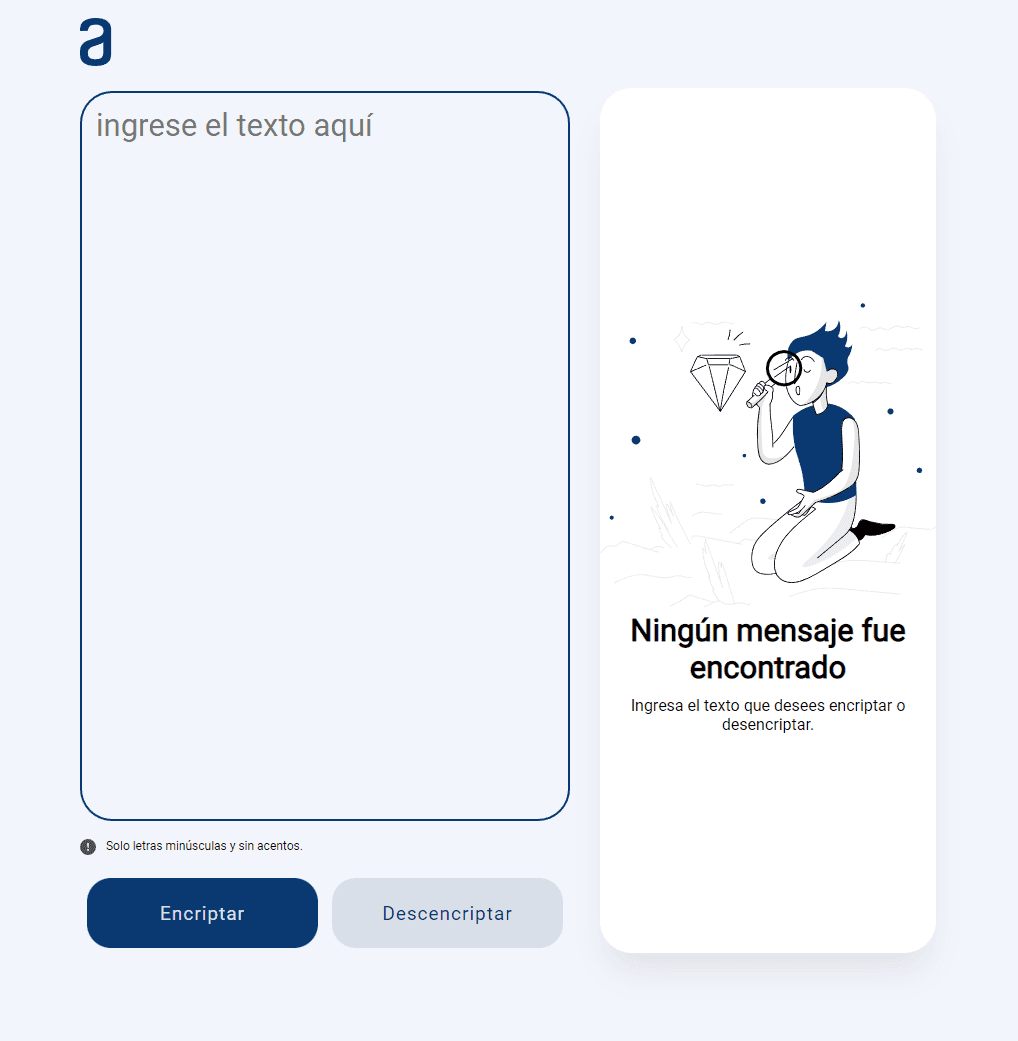 a
ingrese el texto aquí
Ningún mensaje fue
encontrado
Ingresa el texto que desees encriptar o
desencriptar.
Solo letras minúsculas y sin acentos.
Encriptar
Descencriptar